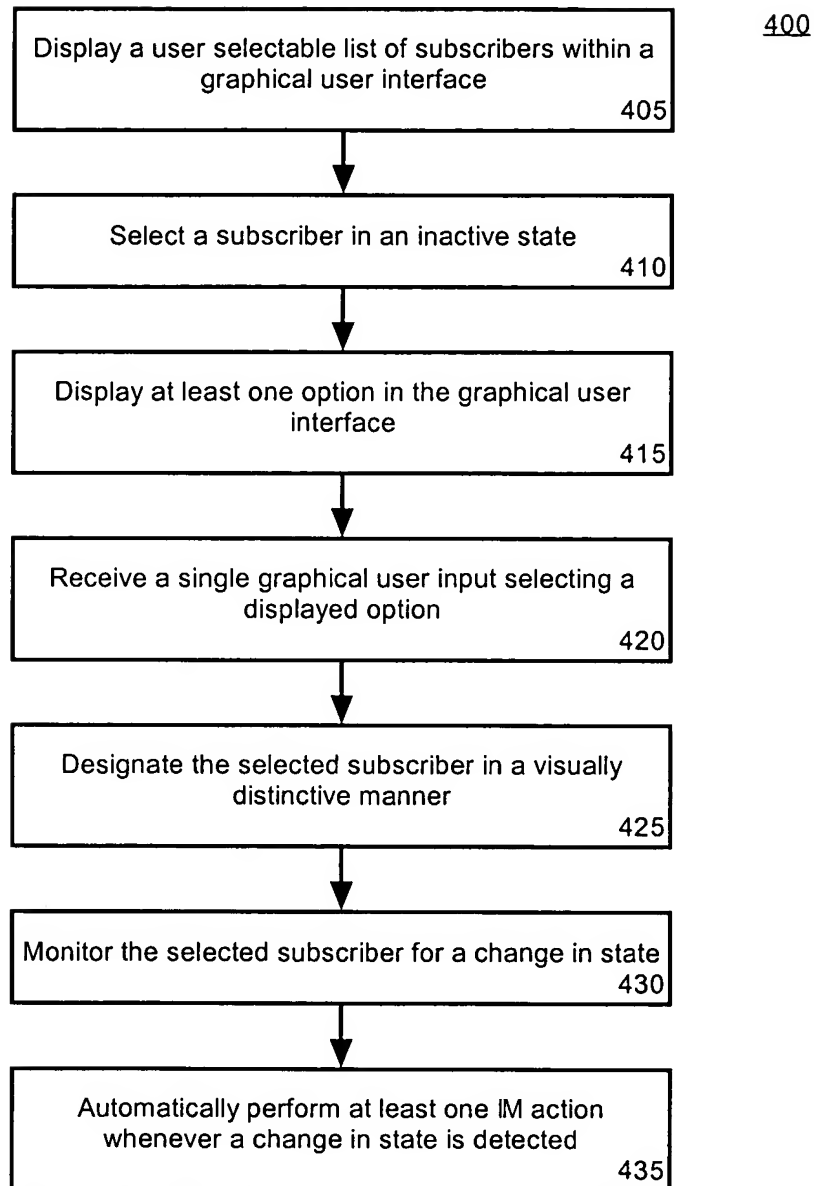 400
Display a user selectable list of subscribers within a
graphical user interface
405
Select a subscriber in an inactive state
410
Display at least one option in the graphical user
interface
415
Receive a single graphical user input selecting a
displayed option
420
Designate the selected subscriber in a visually
distinctive manner
425
Monitor the selected subscriber for a change in state
430
Automatically perform at least one IM action
whenever a change in state is detected
435